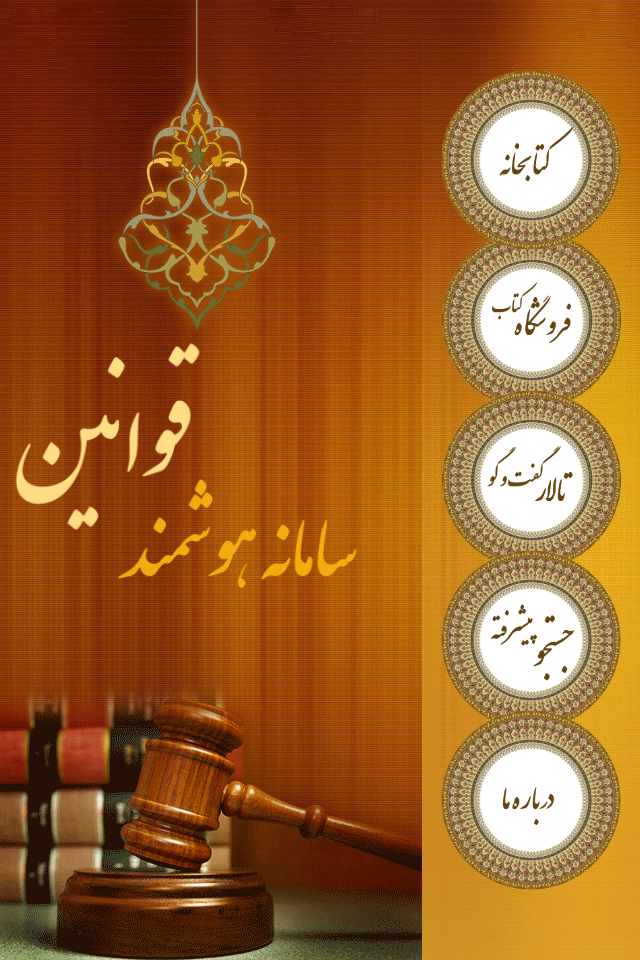 قوانین
سامانه هوشمند
کتابخانه
فروشگاه کتاب
تالار گفت و گو
جستجو پیشرفته
درباره ما